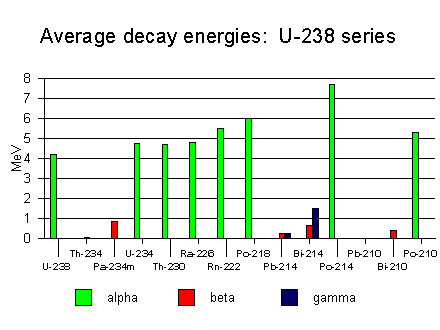 Average decay energies: U-238 series
8
7
6
5
4
3
2
1
0
MeV
Th-234 U-234 Ra-226 Po-218 Bi-214 Pb-210 Po-210
U-238 Pa-234m Th-230 Rn-222 Pb-214 Po-214 Bi-210
alpha beta gamma